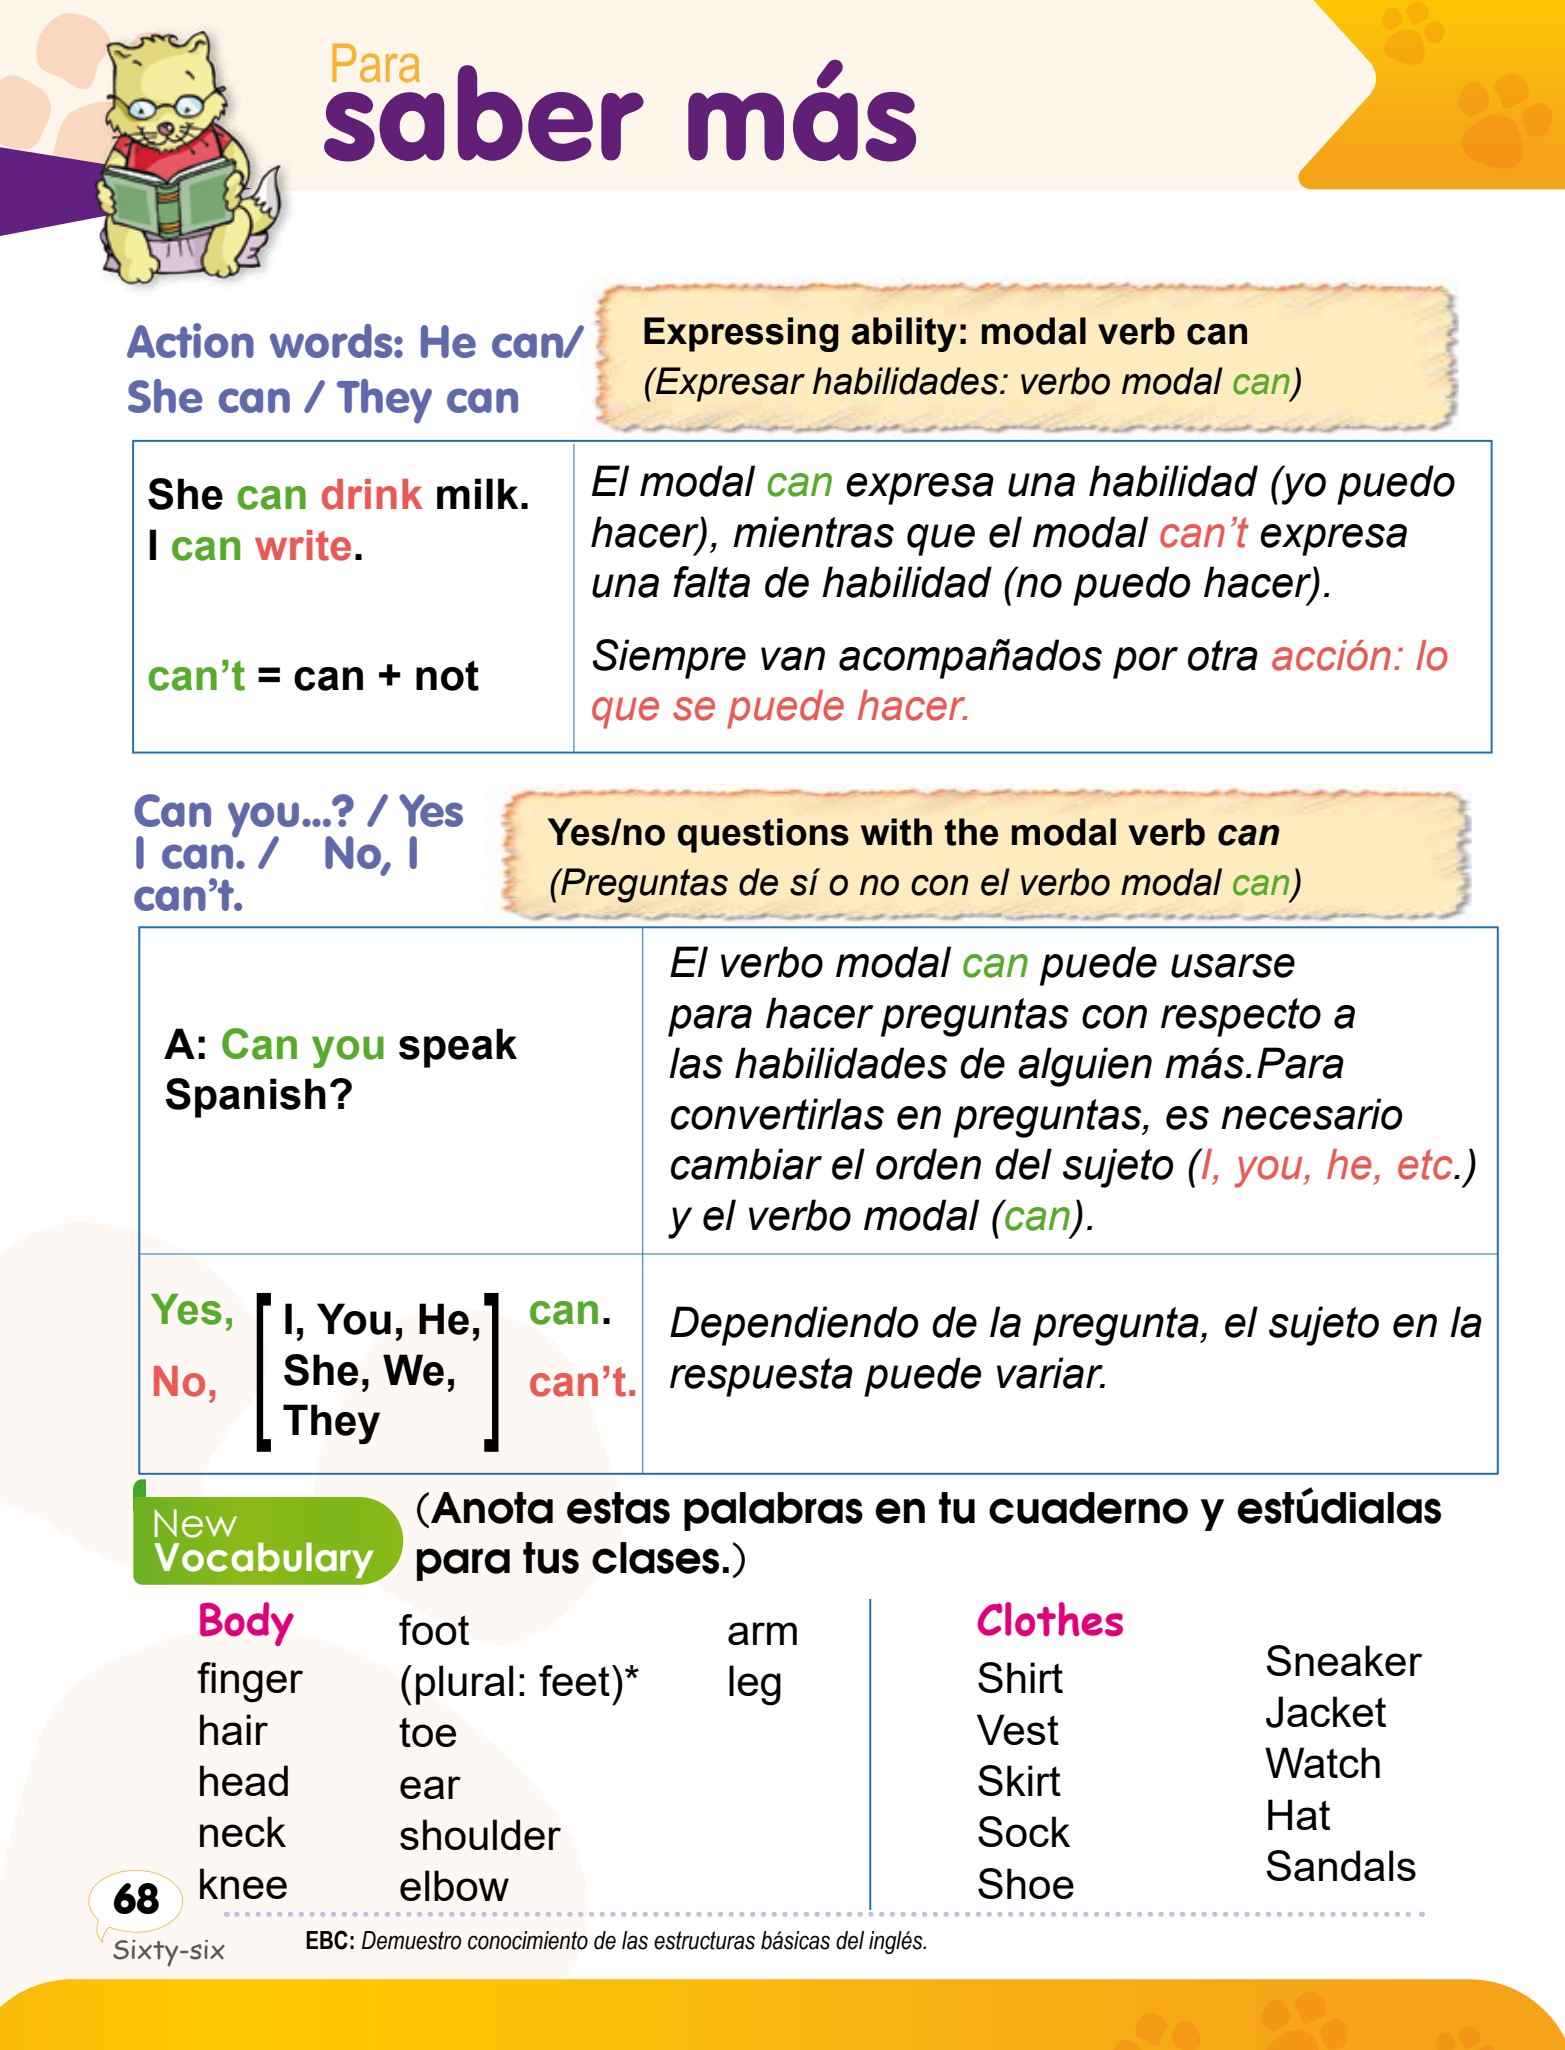 Para
saber más
Action words: He can/
She can / They can
Expressing ability: modal verb can
(Expresar habilidades: verbo modal can)
She can drink milk.
I can write.
can't = can + not
El modal can expresa una habilidad (yo puedo
hacer), mientras que el modal can't expresa
una falta de habilidad (no puedo hacer).
Siempre van acompañados por otra acción: lo
que se puede hacer.
Can you...? / Yes
I can. / No, I
can't.
Yes/no questions with the modal verb can
(Preguntas de sí o no con el verbo modal can)
A: Can you speak
Spanish?
El verbo modal can puede usarse
para hacer preguntas con respecto a
las habilidades de alguien más.Para
convertirlas en preguntas, es necesario
cambiar el orden del sujeto (I, you, he, etc.)
y el verbo modal (can).
Yes,
No,
I, You, He,
She, We,
They
can.
can't.
Dependiendo de la pregunta, el sujeto en la
respuesta puede variar.
New
Vocabulary
(Anota estas palabras en tu cuaderno y estúdialas
para tus clases.)
Body
finger
hair
head
neck
knee
foot
(plural: feet)*
toe
ear
shoulder
elbow
arm
leg
Clothes
Shirt
Vest
Skirt
Sock
Shoe
Sneaker
Jacket
Watch
Hat
Sandals
68
Sixty-six
EBC: Demuestro conocimiento de las estructuras básicas del inglés.